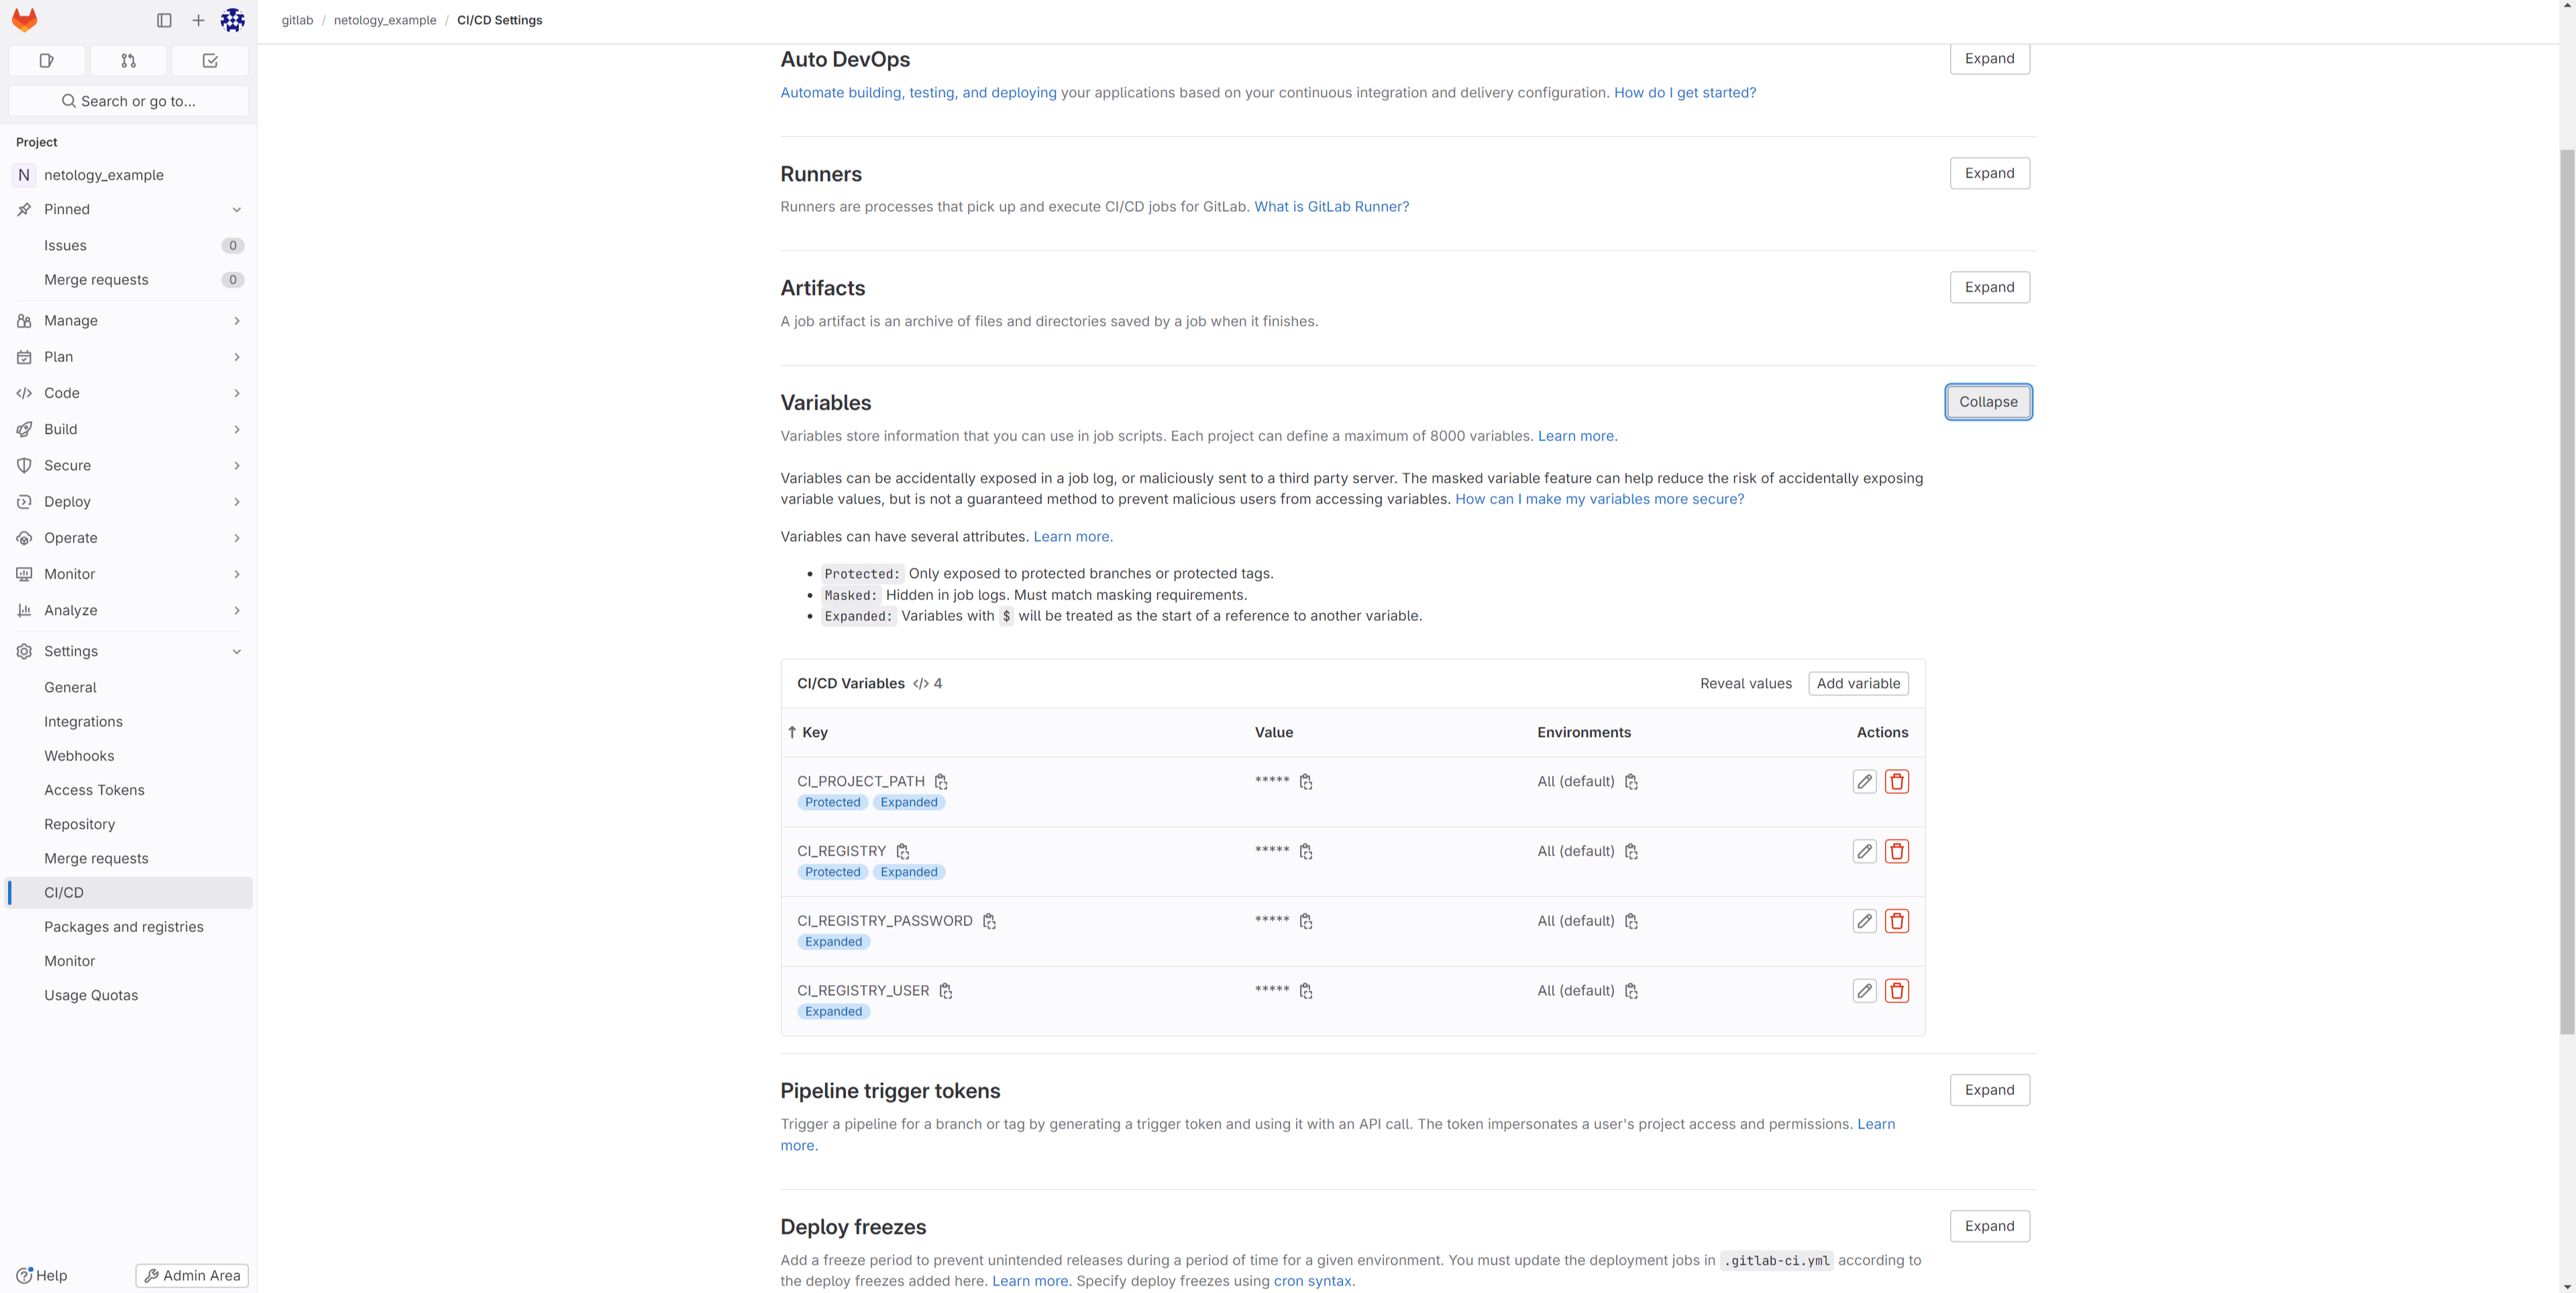 gitlab / netology_example / CI/CD Settings
Search or go to...
Project
N netology_example
Pinned
Issues 0
Merge requests 0
Manage
Plan
Code
Build
Secure
Deploy
Operate
Monitor
Analyze
Settings
General
Integrations
Webhooks
Access Tokens
Repository
Merge requests
CI/CD
Packages and registries
Monitor
Usage Quotas
Help Admin Area
Auto DevOps Expand
Automate building, testing, and deploying your applications based on your continuous integration and delivery configuration. How do I get started?
Runners Expand
Runners are processes that pick up and execute CI/CD jobs for GitLab. What is GitLab Runner?
Artifacts Expand
A job artifact is an archive of files and directories saved by a job when it finishes.
Variables Collapse
Variables store information that you can use in job scripts. Each project can define a maximum of 8000 variables. Learn more.
Variables can be accidentally exposed in a job log, or maliciously sent to a third party server. The masked variable feature can help reduce the risk of accidentally exposing
variable values, but is not a guaranteed method to prevent malicious users from accessing variables. How can I make my variables more secure?
Variables can have several attributes. Learn more.
• Protected: Only exposed to protected branches or protected tags.
• Masked: Hidden in job logs. Must match masking requirements.
• Expanded: Variables with $ will be treated as the start of a reference to another variable.
CI/CD Variables </> 4 Reveal values Add variable
↑ Key Value Environments Actions
CI_PROJECT_PATH ***** All (default)
Protected Expanded
CI_REGISTRY ***** All (default)
Protected Expanded
CI_REGISTRY_PASSWORD ***** All (default)
Expanded
CI_REGISTRY_USER ***** All (default)
Expanded
Pipeline trigger tokens Expand
Trigger a pipeline for a branch or tag by generating a trigger token and using it with an API call. The token impersonates a user's project access and permissions. Learn
more.
Deploy freezes Expand
Add a freeze period to prevent unintended releases during a period of time for a given environment. You must update the deployment jobs in .gitlab-ci.yml according to
the deploy freezes added here. Learn more. Specify deploy freezes using cron syntax.